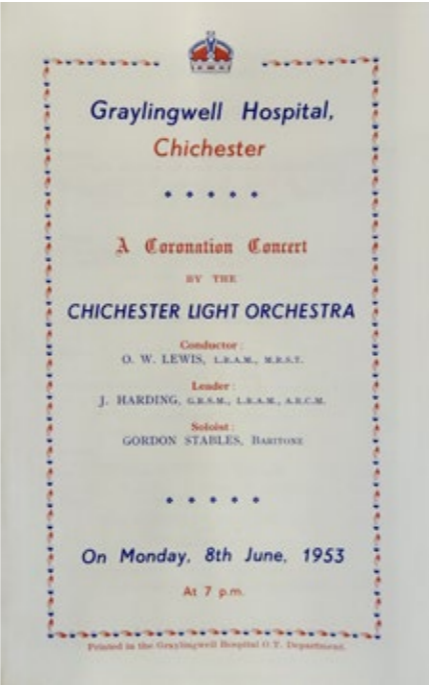 Graylingwell Hospital,
Chichester
A Coronation Concert
BY THE
CHICHESTER LIGHT ORCHESTRA
Conductor:
O. W. LEWIS, L.R.A.M., M.R.S.T.
Leader:
J. HARDING, G.R.S.M., L.R.A.M., A.R.C.M.
Soloist:
GORDON STABLES, BARITONE
On Monday, 8th June, 1953
At 7 p.m.
Printed in the Graylingwell Hospital O.T. Department.